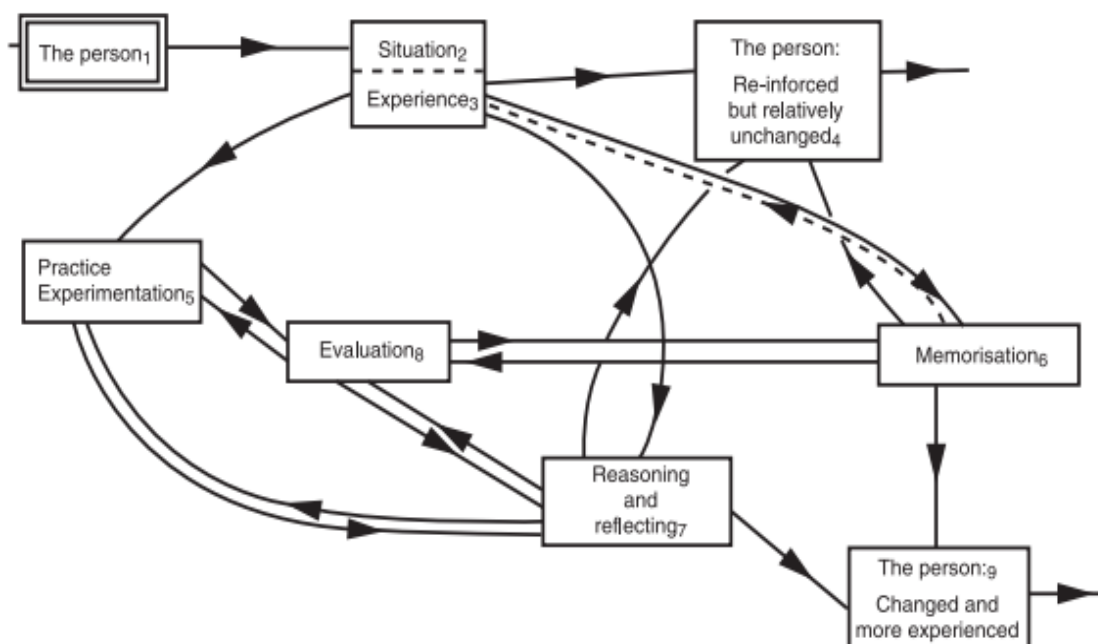 The person1
Situation2
Experience3
The person:
Re-inforced
but relatively
unchanged4
Practice
Experimentation5
Evaluation8
Memorisation6
Reasoning
and
reflecting7
The person:9
Changed and
more experienced